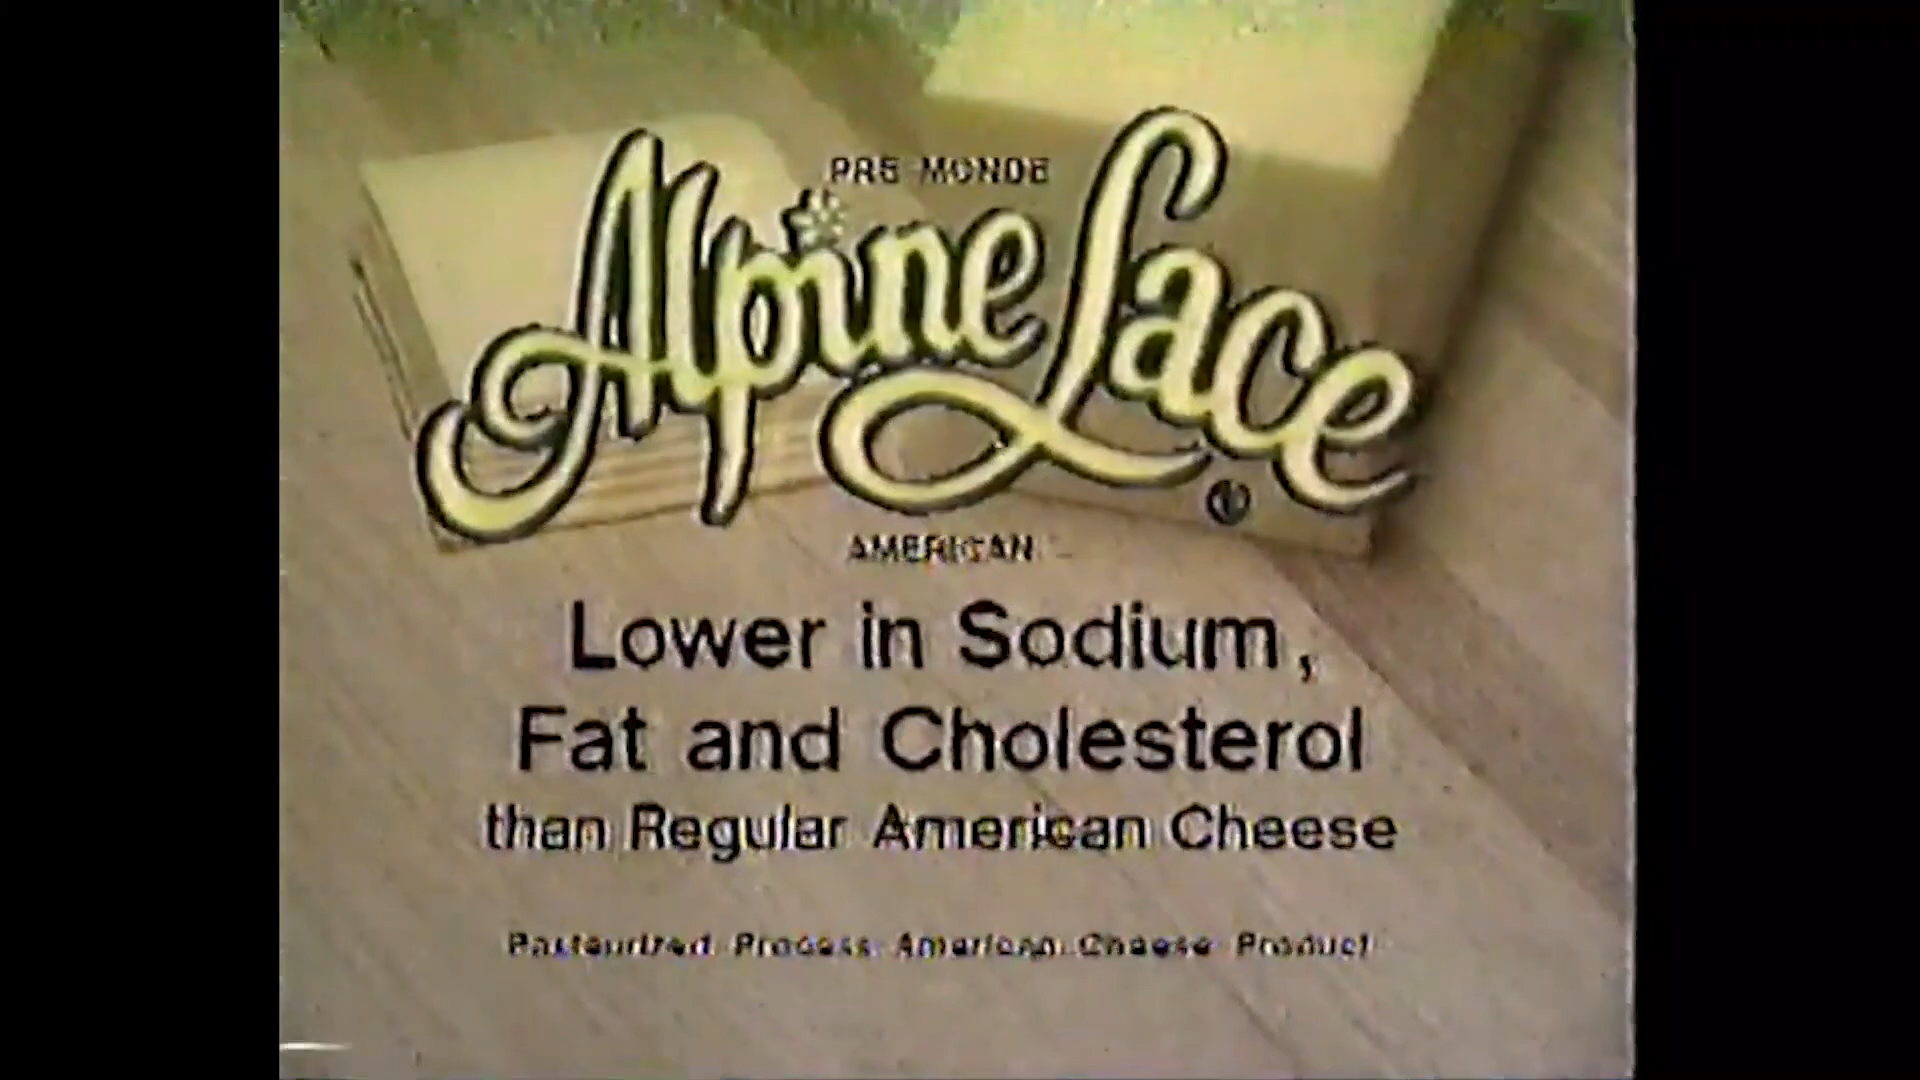 PRE MONDE
Alpine Lace ®
AMERICAN
Lower in Sodium,
Fat and Cholesterol
than Regular American Cheese
Pasteurized Process American Cheese Product